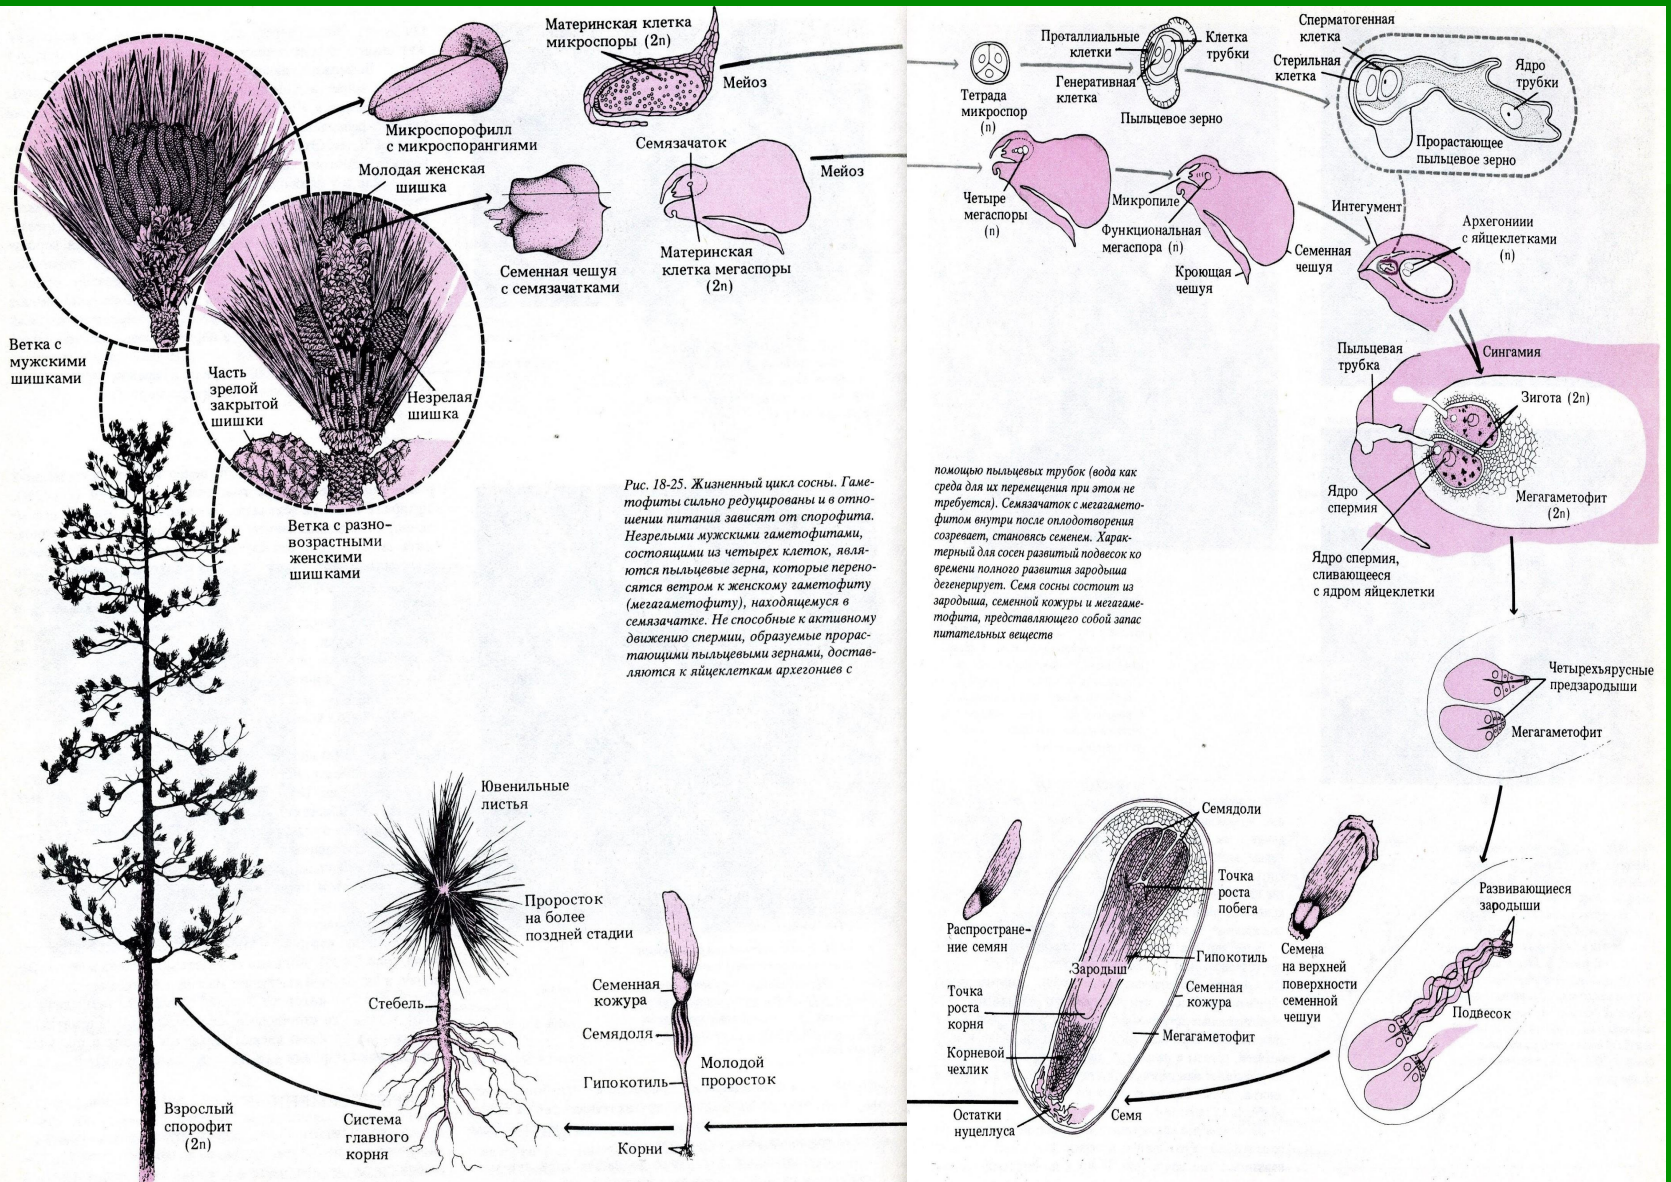 Материнская клетка
микроспоры (2n)
Мейоз
Микроспорофилл
с микроспорангиями
Молодая женская
шишка
Семязачаток
Мейоз
Семенная чешуя
с семязачатками
Материнская
клетка мегаспоры
(2n)
Ветка с
мужскими
шишками
Часть
зрелой
закрытой
шишки
Незрелая
шишка
Ветка с разно-
возрастными
женскими
шишками
Рис. 18-25. Жизненный цикл сосны. Гаме-
тофиты сильно редуцированы и в отно-
шении питания зависят от спорофита.
Незрелыми мужскими гаметофитами,
состоящими из четырех клеток, явля-
ются пыльцевые зерна, которые перено-
сятся ветром к женскому гаметофиту
(мегагаметофиту), находящемуся в
семязачатке. Не способные к активному
движению спермии, образуемые прорас-
тающими пыльцевыми зернами, достав-
ляются к яйцеклеткам архегониев с
Ювенильные
листья
Проросток
на более
поздней стадии
Стебель
Семенная
кожура
Семядоля
Гипокотиль
Молодой
проросток
Корни
Система
главного
корня
Взрослый
спорофит
(2n)
Тетрада
микроспор
(n)
Проталлиальные
клетки
Генеративная
клетка
Клетка
трубки
Пыльцевое зерно
Сперматогенная
клетка
Стерильная
клетка
Ядро
трубки
Прорастающее
пыльцевое зерно
Четыре
мегаспоры
(n)
Микропиле
Функциональная
мегаспора (n)
Кроющая
чешуя
Семенная
чешуя
Интегумент
Архегониии
с яйцеклетками
(n)
Пыльцевая
трубка
Сингамия
Зигота (2n)
Мегагаметофит
(2n)
Ядро
спермия
Ядро спермия,
сливающееся
с ядром яйцеклетки
помощью пыльцевых трубок (вода как
среда для их перемещения при этом не
требуется). Семязачаток с мегагамето-
фитом внутри после оплодотворения
созревает, становясь семенем. Харак-
терный для сосен развитый подвесок ко
времени полного развития зародыша
дегенерирует. Семя сосны состоит из
зародыша, семенной кожуры и мегагаме-
тофита, представляющего собой запас
питательных веществ
Четырехъярусные
предзародыши
Мегагаметофит
Развивающиеся
зародыши
Подвесок
Семена
на верхней
поверхности
семенной
чешуи
Семядоли
Точка
роста
побега
Гипокотиль
Семенная
кожура
Мегагаметофит
Зародыш
Распростране-
ние семян
Точка
роста
корня
Корневой
чехлик
Остатки
нуцеллуса
Семя